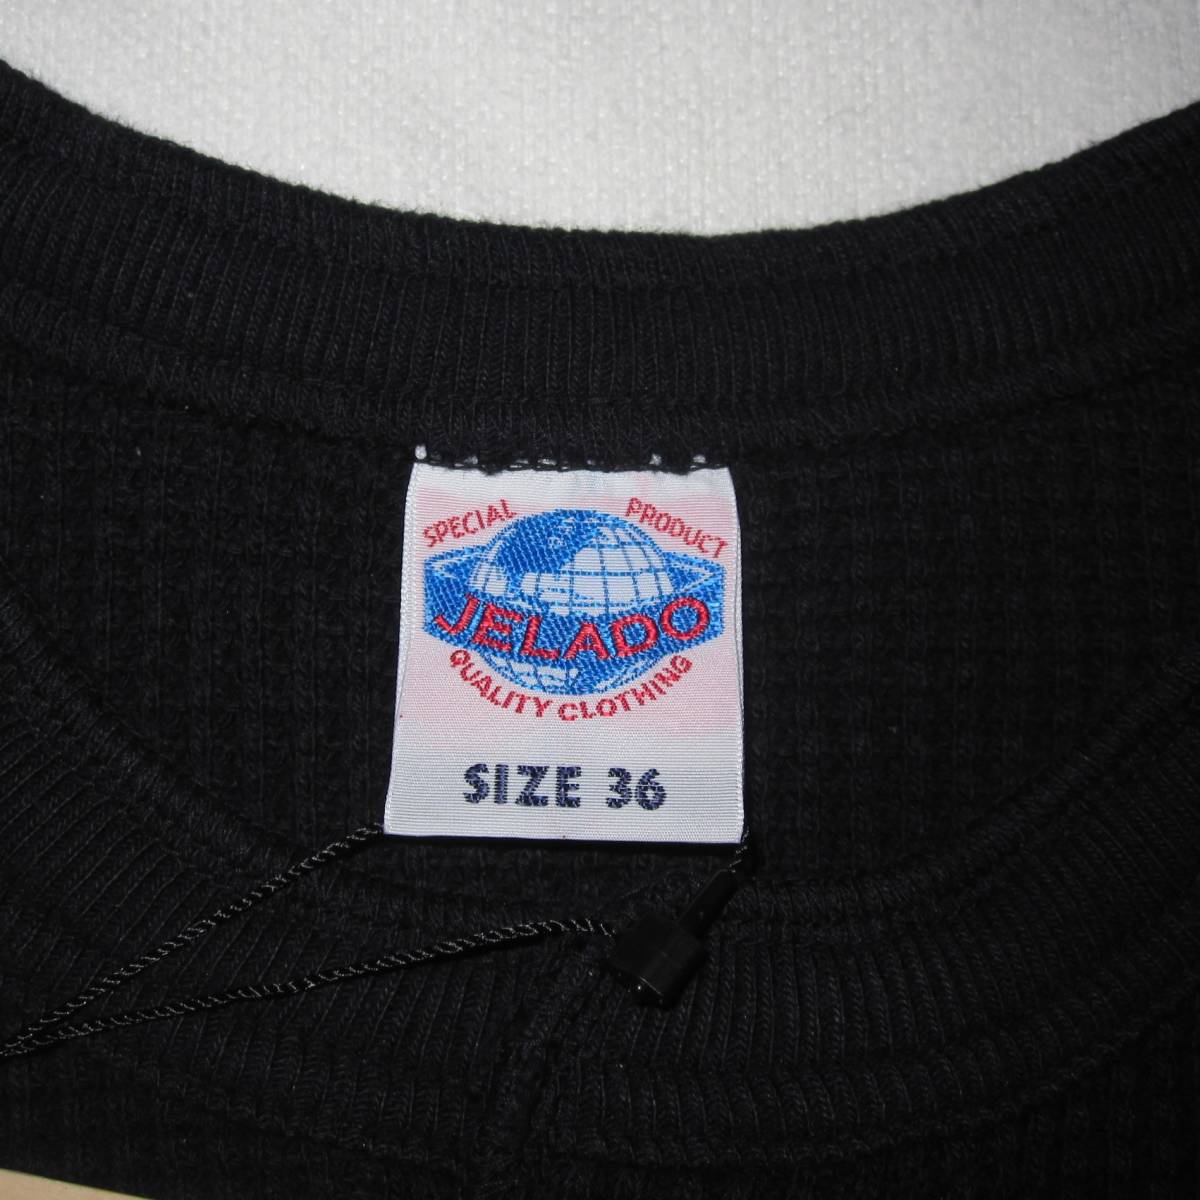 SPECIAL PRODUCT
JELADO
QUALITY CLOTHING
SIZE 36